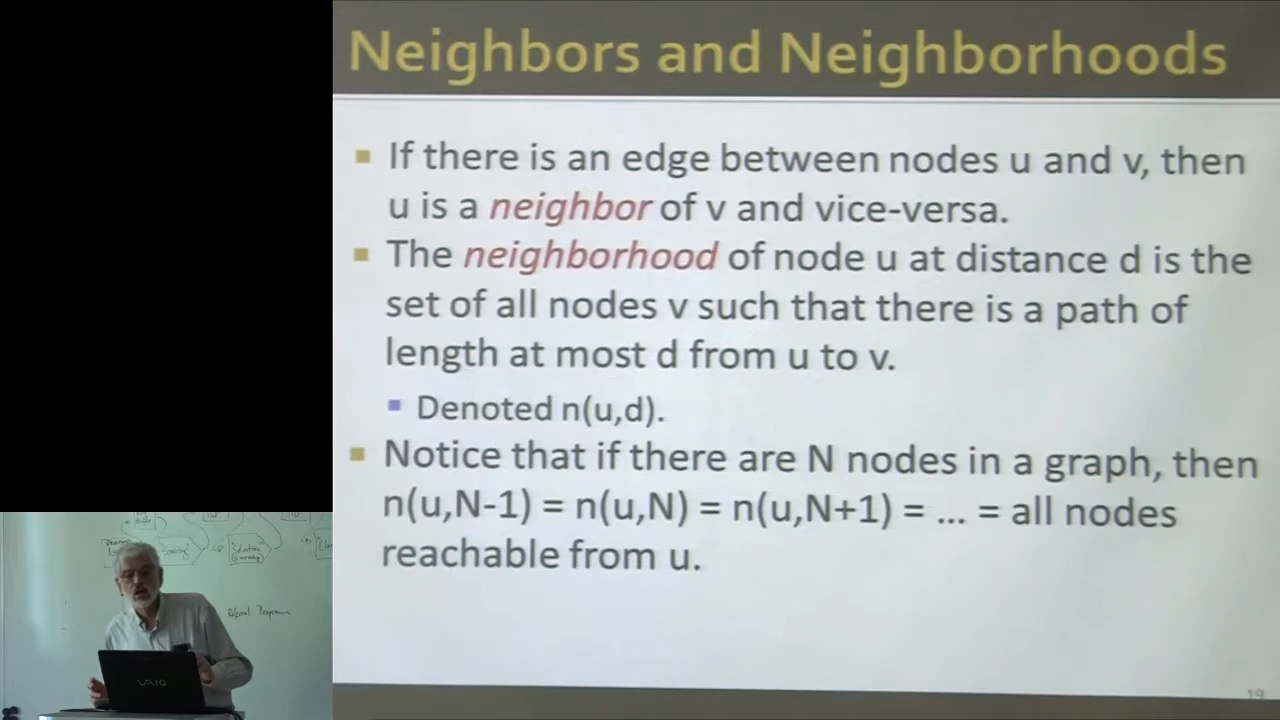 Neighbors and Neighborhoods
If there is an edge between nodes u and v, then
u is a neighbor of v and vice-versa.
The neighborhood of node u at distance d is the
set of all nodes v such that there is a path of
length at most d from u to v.
Denoted n(u,d).
Notice that if there are N nodes in a graph, then
n(u,N-1) = n(u,N) = n(u,N+1) = ... = all nodes
reachable from u.
19
VAIO